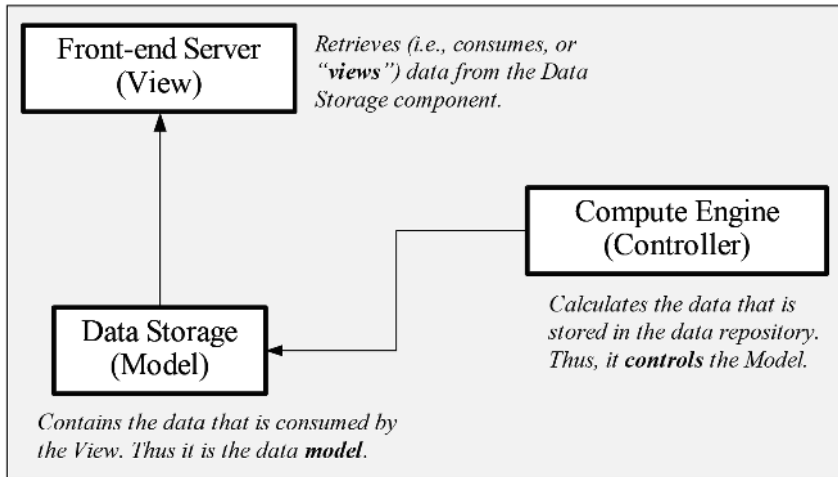 Front-end Server
(View)
Retrieves (i.e., consumes, or
“views”) data from the Data
Storage component.
Compute Engine
(Controller)
Calculates the data that is
stored in the data repository.
Thus, it controls the Model.
Data Storage
(Model)
Contains the data that is consumed by
the View. Thus it is the data model.